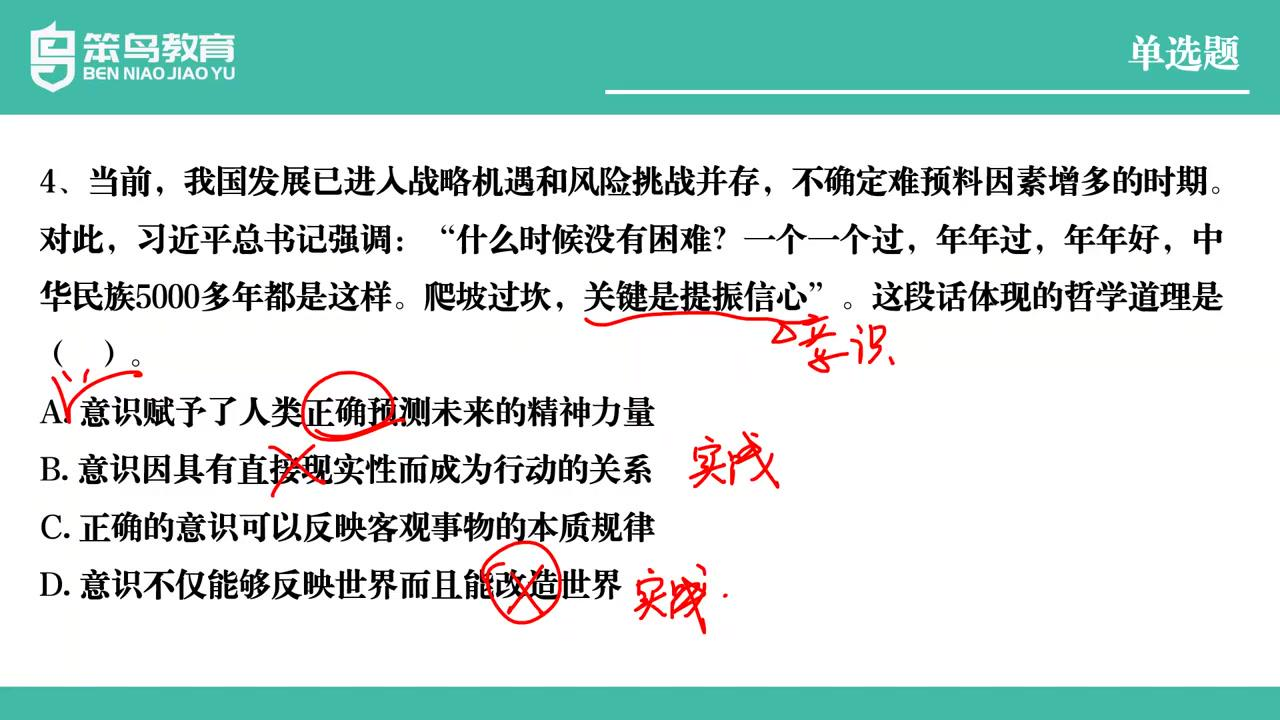 笨鸟教育
BEN NIAO JIAO YU
单选题
4、当前，我国发展已进入战略机遇和风险挑战并存，不确定难预料因素增多的时期。
对此，习近平总书记强调：“什么时候没有困难？一个一个过，年年过，年年好，中
华民族5000多年都是这样。爬坡过坎，关键是提振信心”。这段话体现的哲学道理是
（ ）。
意识
A. 意识赋予了人类正确预测未来的精神力量
B. 意识因具有直接现实性而成为行动的关系 实践
C. 正确的意识可以反映客观事物的本质规律
D. 意识不仅能够反映世界而且能改造世界 实践